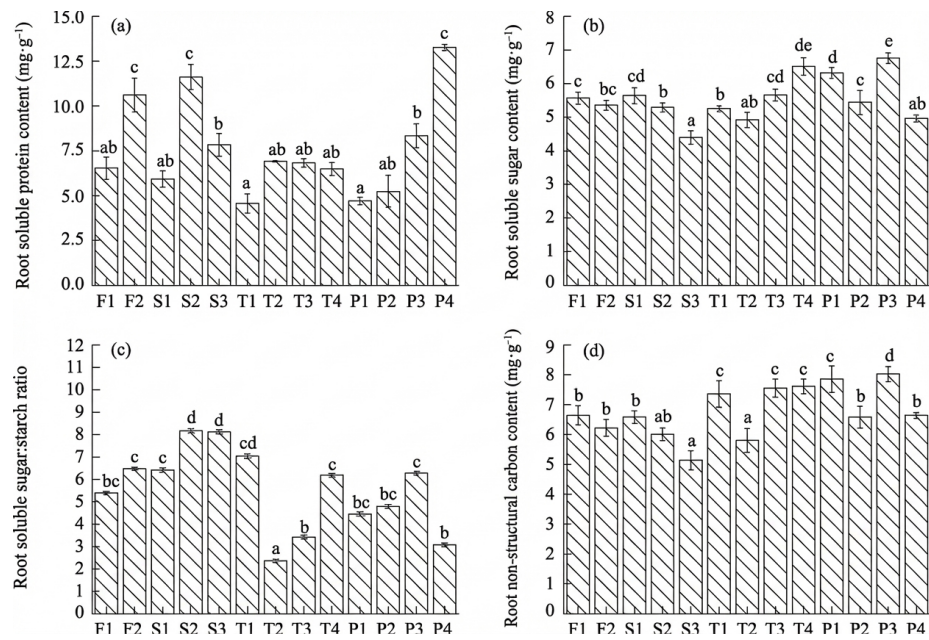 (a)
Root soluble protein content (mg·g⁻¹)
15.0
12.5
10.0
7.5
5.0
2.5
0.0
ab c ab c b a ab ab ab a ab b c
F1 F2 S1 S2 S3 T1 T2 T3 T4 P1 P2 P3 P4
(b)
Root soluble sugar content (mg·g⁻¹)
8
7
6
5
4
3
2
1
0
c bc cd b a b ab cd de d c e ab
F1 F2 S1 S2 S3 T1 T2 T3 T4 P1 P2 P3 P4
(c)
Root soluble sugar:starch ratio
12
11
10
9
8
7
6
5
4
3
2
1
0
bc c c d d cd a b c bc bc c b
F1 F2 S1 S2 S3 T1 T2 T3 T4 P1 P2 P3 P4
(d)
Root non-structural carbon content (mg·g⁻¹)
9
8
7
6
5
4
3
2
1
0
b b b ab a c a c c c b d b
F1 F2 S1 S2 S3 T1 T2 T3 T4 P1 P2 P3 P4